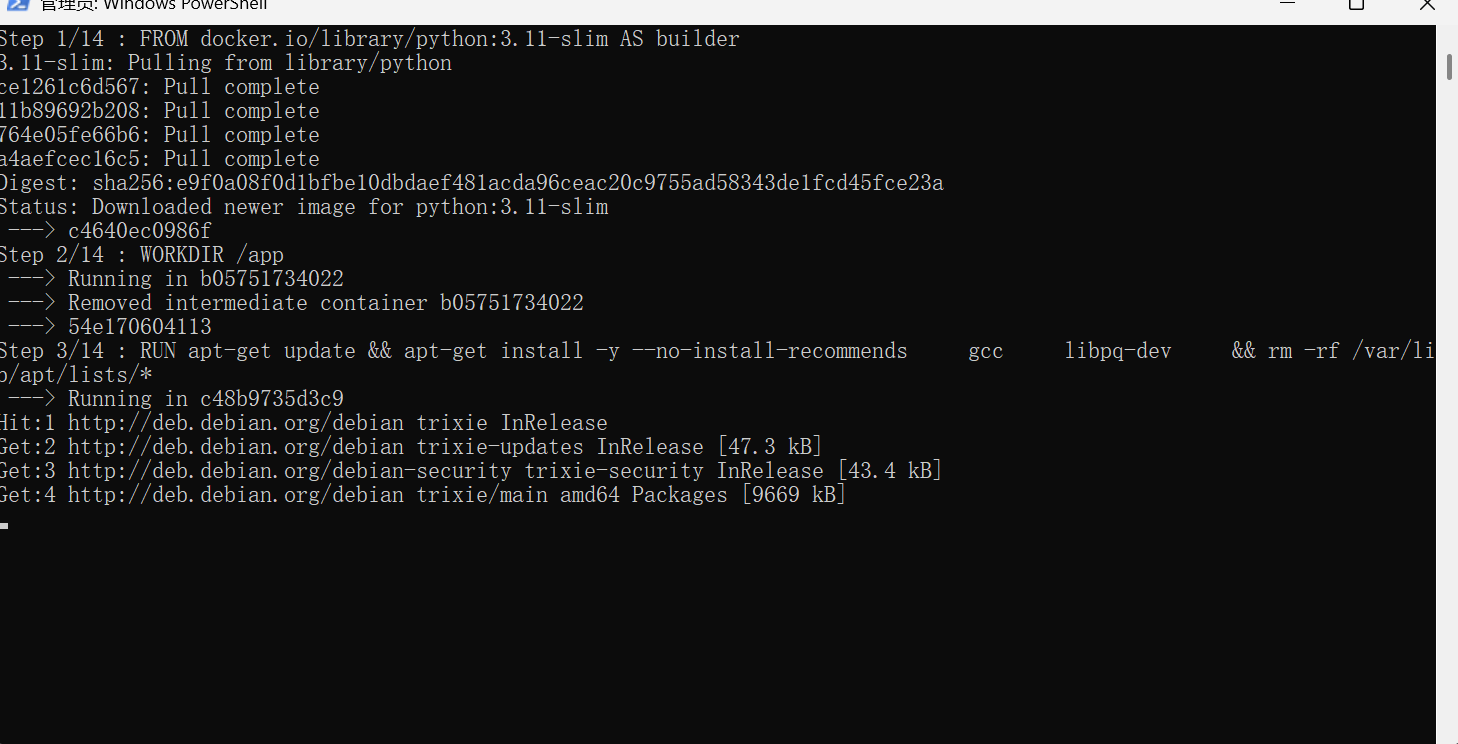 管理员: Windows PowerShell
Step 1/14 : FROM docker.io/library/python:3.11-slim AS builder
3.11-slim: Pulling from library/python
ce1261c6d567: Pull complete
11b89692b208: Pull complete
764e05fe66b6: Pull complete
a4aefcec16c5: Pull complete
Digest: sha256:e9f0a08f0d1bfbe10dbdaef481acda96ceac20c9755ad58343de1fcd45fce23a
Status: Downloaded newer image for python:3.11-slim
---> c4640ec0986f
Step 2/14 : WORKDIR /app
---> Running in b05751734022
---> Removed intermediate container b05751734022
---> 54e170604113
Step 3/14 : RUN apt-get update && apt-get install -y --no-install-recommends     gcc     libpq-dev     && rm -rf /var/li
b/apt/lists/*
---> Running in c48b9735d3c9
Hit:1 http://deb.debian.org/debian trixie InRelease
Get:2 http://deb.debian.org/debian trixie-updates InRelease [47.3 kB]
Get:3 http://deb.debian.org/debian-security trixie-security InRelease [43.4 kB]
Get:4 http://deb.debian.org/debian trixie/main amd64 Packages [9669 kB]